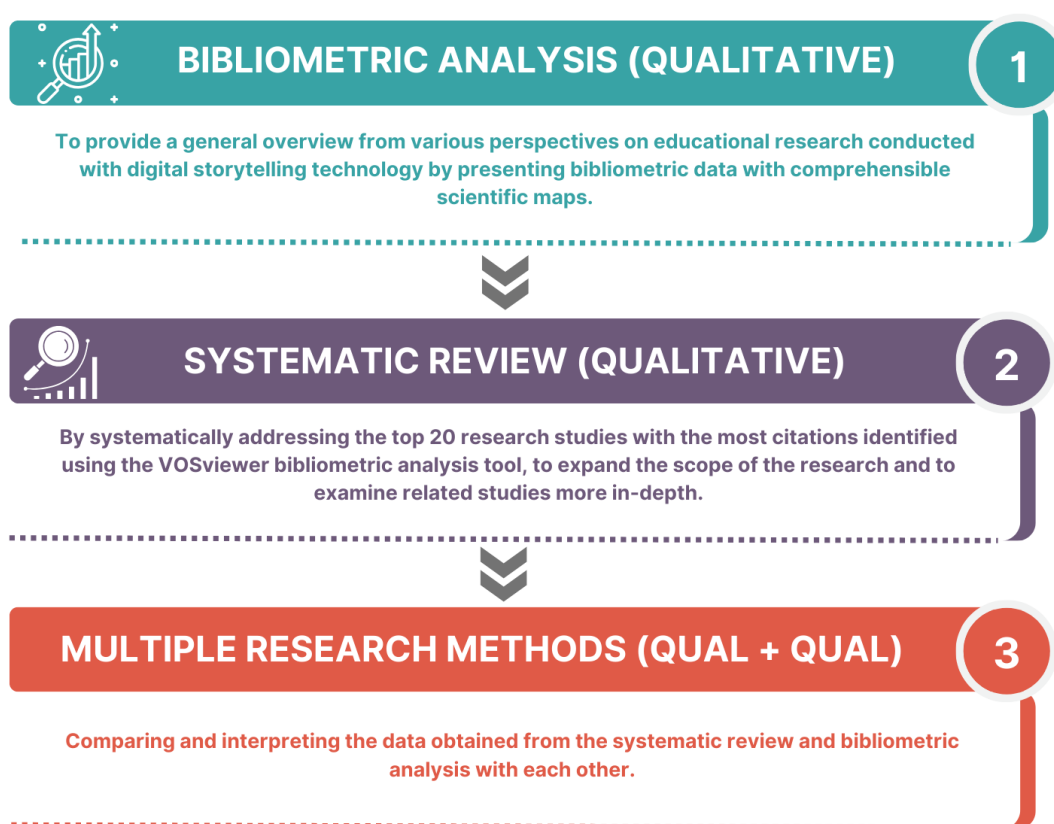 BIBLIOMETRIC ANALYSIS (QUALITATIVE)
1
To provide a general overview from various perspectives on educational research conducted
with digital storytelling technology by presenting bibliometric data with comprehensible
scientific maps.
SYSTEMATIC REVIEW (QUALITATIVE)
2
By systematically addressing the top 20 research studies with the most citations identified
using the VOSviewer bibliometric analysis tool, to expand the scope of the research and to
examine related studies more in-depth.
MULTIPLE RESEARCH METHODS (QUAL + QUAL)
3
Comparing and interpreting the data obtained from the systematic review and bibliometric
analysis with each other.